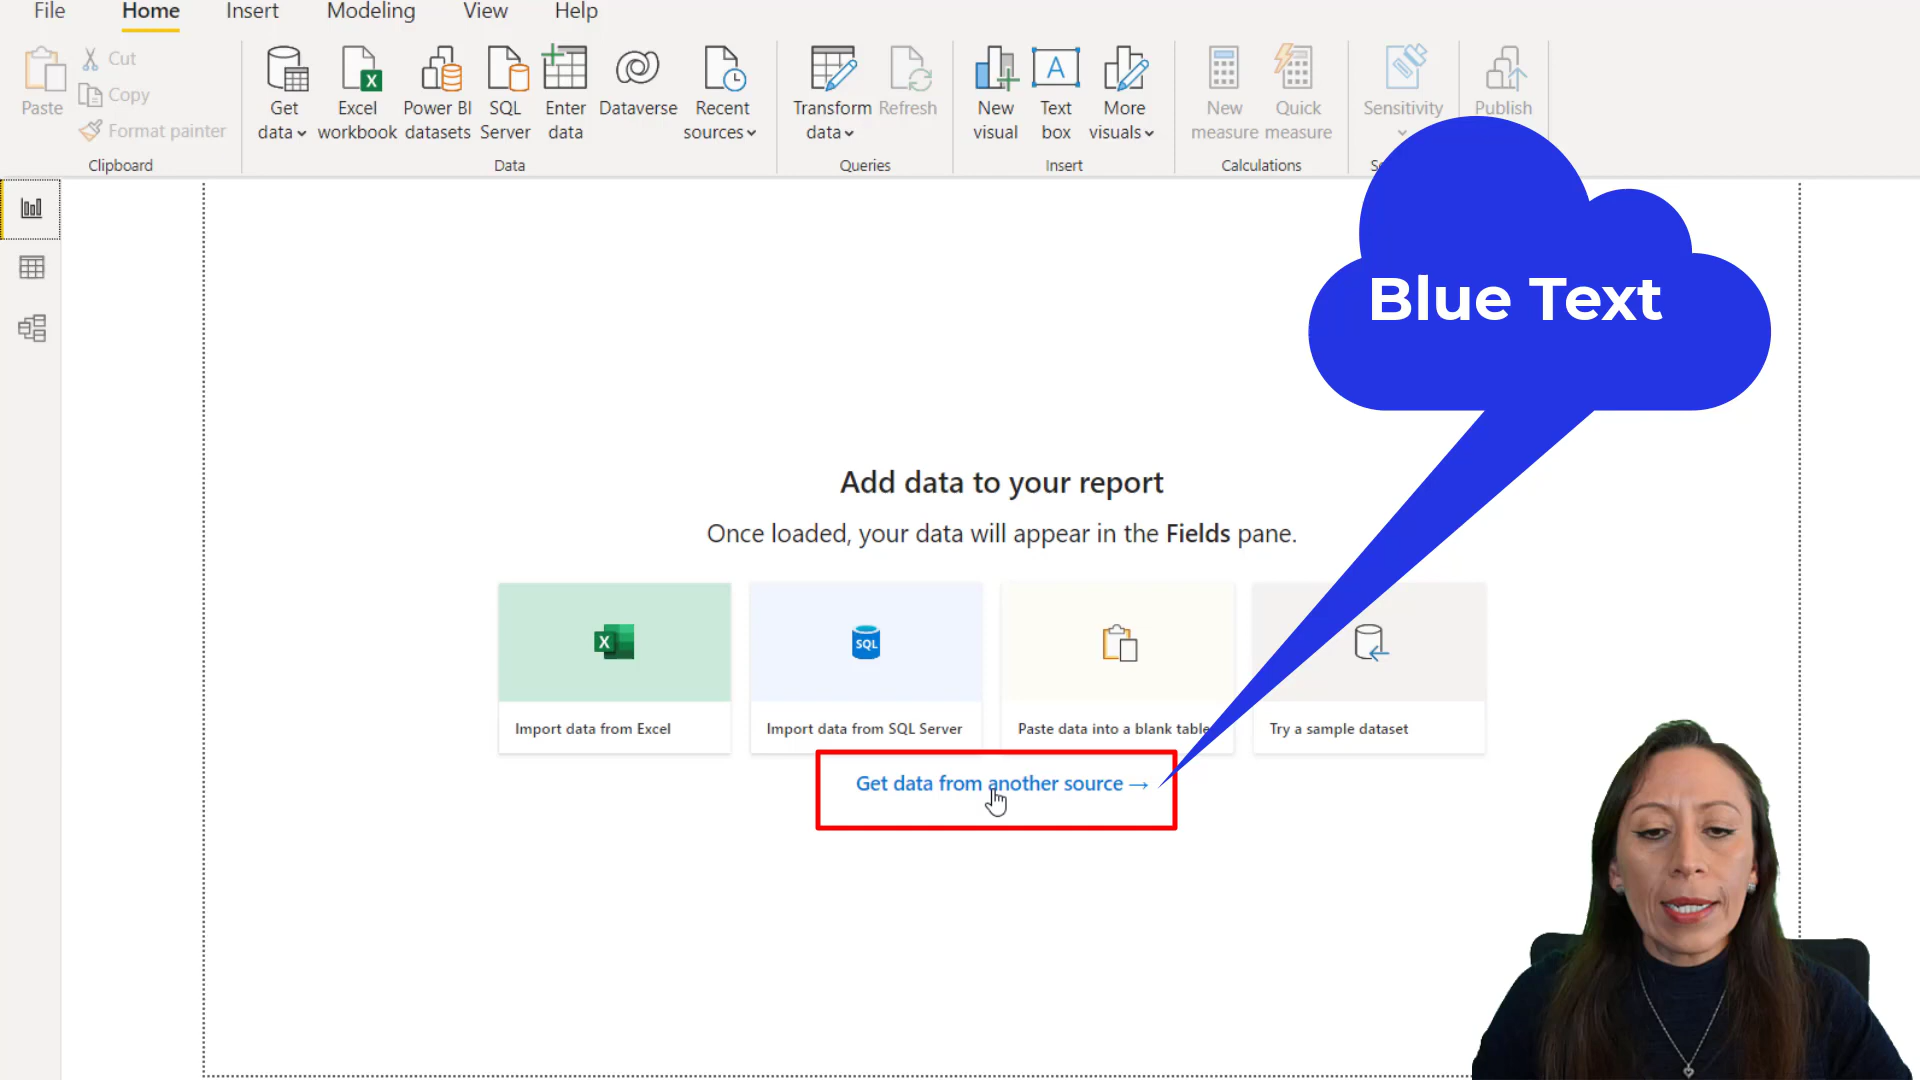 File Home Insert Modeling View Help
Paste
Cut
Copy
Format painter
Clipboard
Get data
Excel workbook
Power BI datasets
SQL Server
Enter data
Dataverse
Recent sources
Data
Transform data
Refresh
Queries
New visual
A
Text box
More visuals
Insert
New measure
Quick measure
Calculations
Sensitivity
Publish
Blue Text
Add data to your report
Once loaded, your data will appear in the Fields pane.
X
Import data from Excel
SQL
Import data from SQL Server
Paste data into a blank table
Try a sample dataset
Get data from another source →